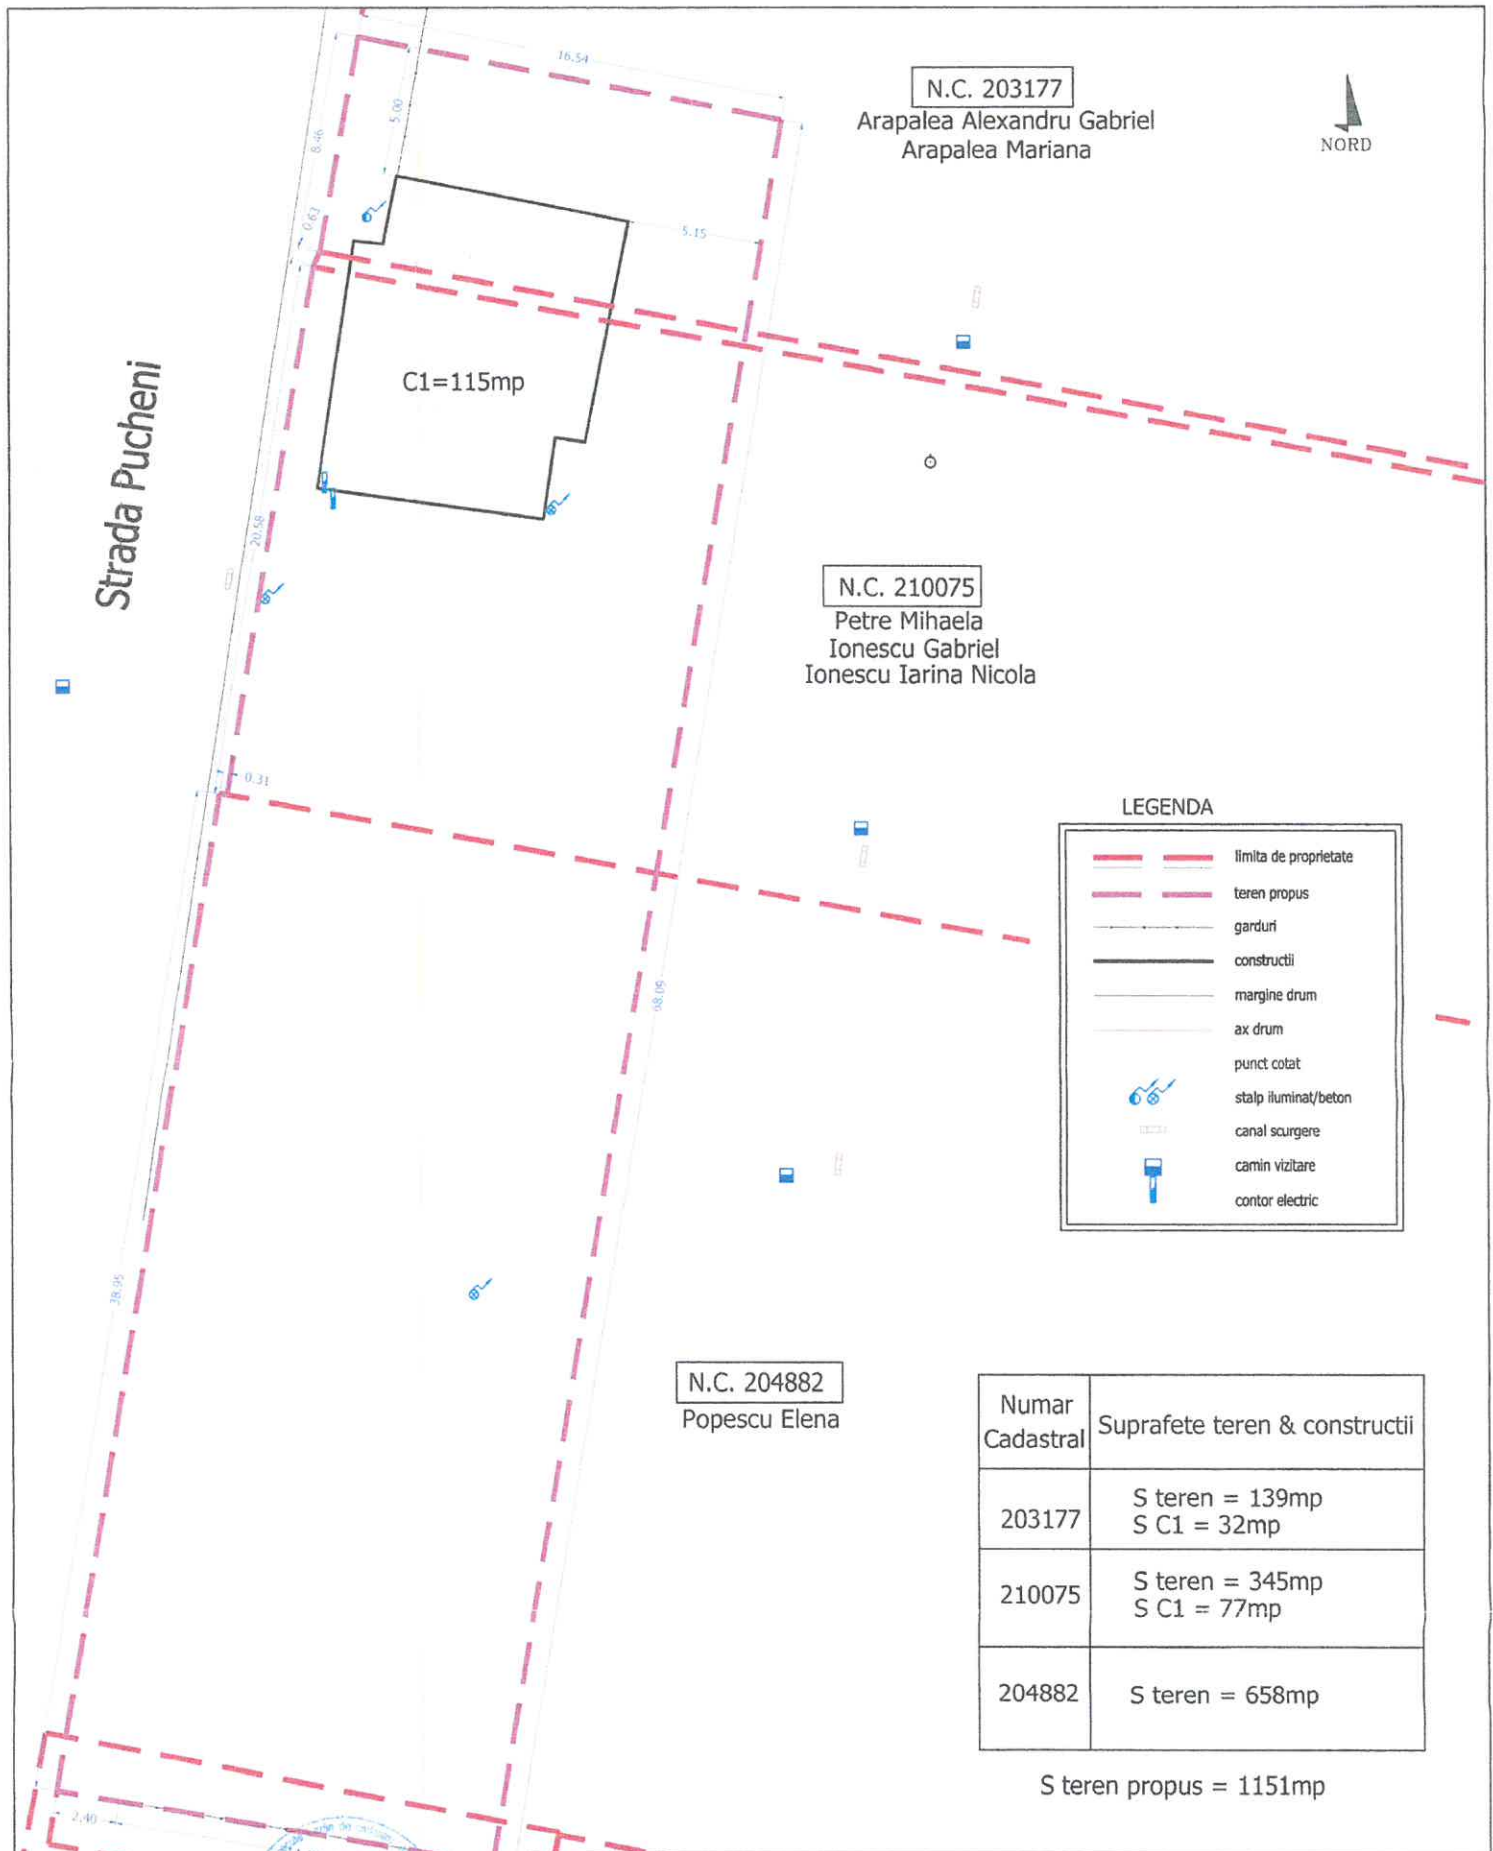 16.54
N.C. 203177
Arapalea Alexandru Gabriel
Arapalea Mariana
NORD
5.00
8.46
0.63
5.15
C1=115mp
Strada Pucheni
20.58
N.C. 210075
Petre Mihaela
Ionescu Gabriel
Ionescu Iarina Nicola
0.31
LEGENDA
limita de proprietate
teren propus
garduri
constructii
margine drum
ax drum
punct cotat
stalp iluminat/beton
canal scurgere
camin vizitare
contor electric
68.09
38.95
N.C. 204882
Popescu Elena
Numar Cadastral
Suprafete teren & constructii
203177
S teren = 139mp
S C1 = 32mp
210075
S teren = 345mp
S C1 = 77mp
204882
S teren = 658mp
S teren propus = 1151mp
2.40